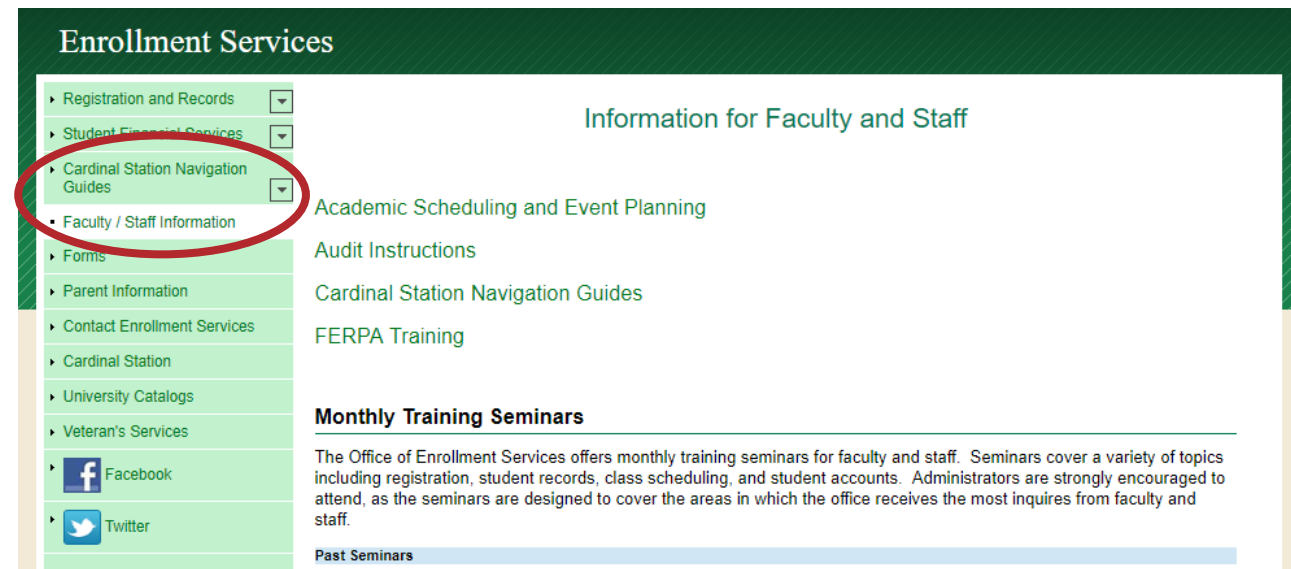 Enrollment Services
Registration and Records
Student Financial Services
Cardinal Station Navigation
Guides
Faculty / Staff Information
Forms
Parent Information
Contact Enrollment Services
Cardinal Station
University Catalogs
Veteran's Services
Facebook
Twitter
Information for Faculty and Staff
Academic Scheduling and Event Planning
Audit Instructions
Cardinal Station Navigation Guides
FERPA Training
Monthly Training Seminars
The Office of Enrollment Services offers monthly training seminars for faculty and staff.  Seminars cover a variety of topics
including registration, student records, class scheduling, and student accounts.  Administrators are strongly encouraged to
attend, as the seminars are designed to cover the areas in which the office receives the most inquires from faculty and
staff.
Past Seminars